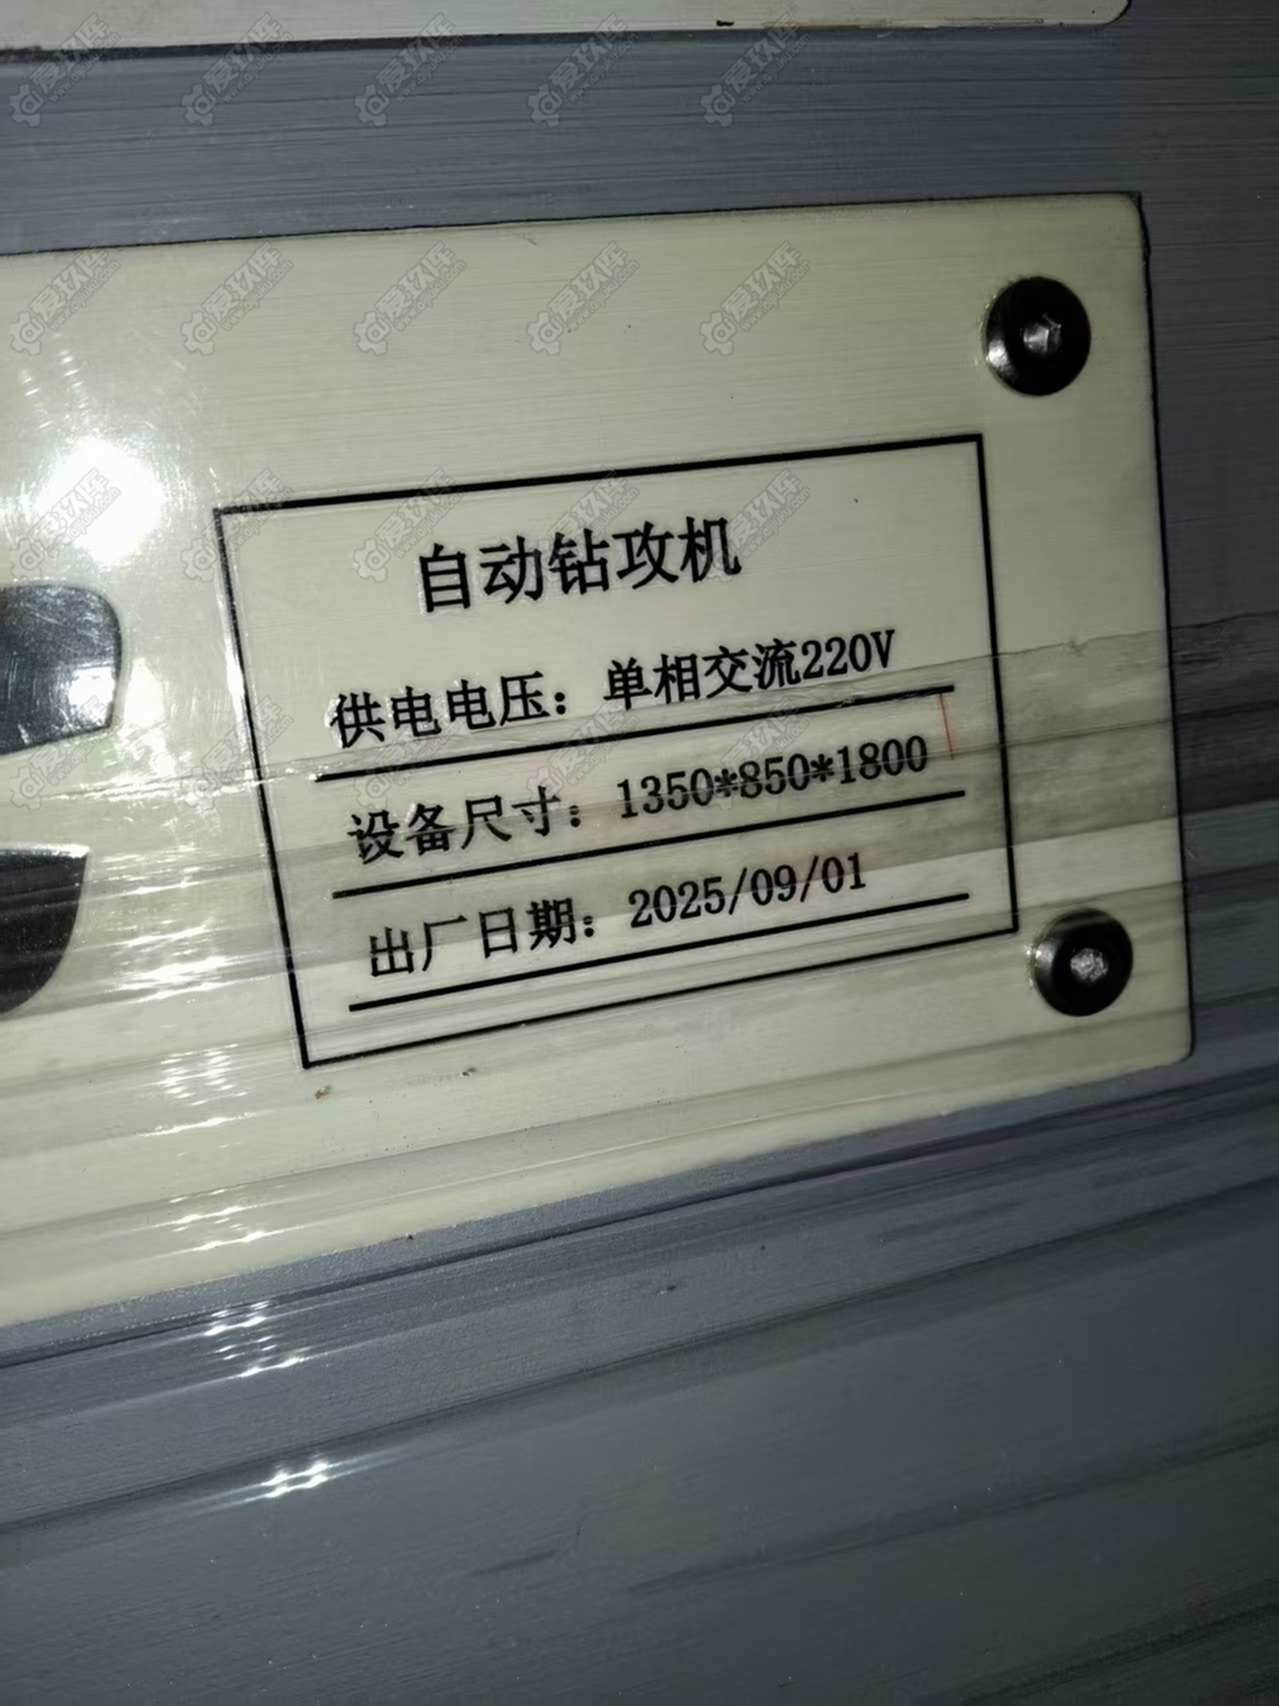 自动钻攻机
供电电压：单相交流220V
设备尺寸：1350*850*1800
出厂日期：2025/09/01